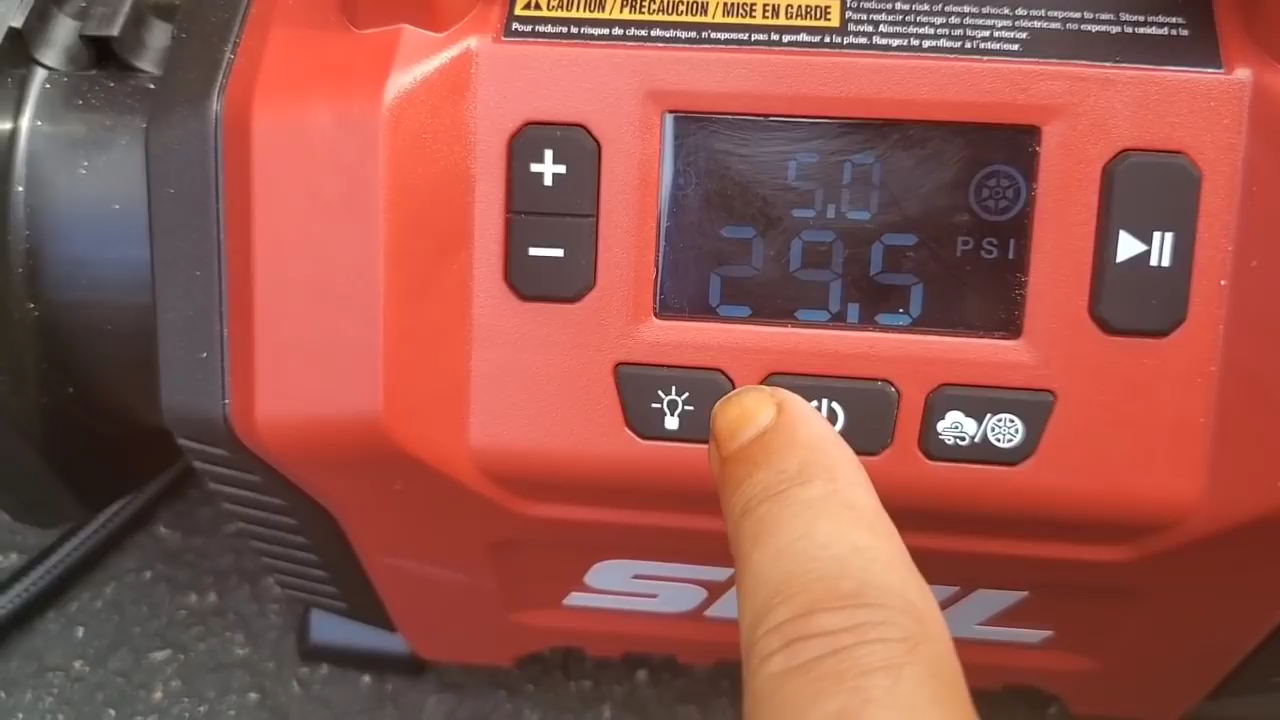 CAUTION / PRECAUCIÓN / MISE EN GARDE
To reduce the risk of electric shock, do not expose to rain. Store indoors.
Para reducir el riesgo de descargas eléctricas, no exponga la unidad a la
lluvia. Almacénela en un lugar interior.
Pour réduire le risque de choc électrique, n'exposez pas le gonfleur à la pluie. Rangez le gonfleur à l'intérieur.
5.0
29.5
PSI